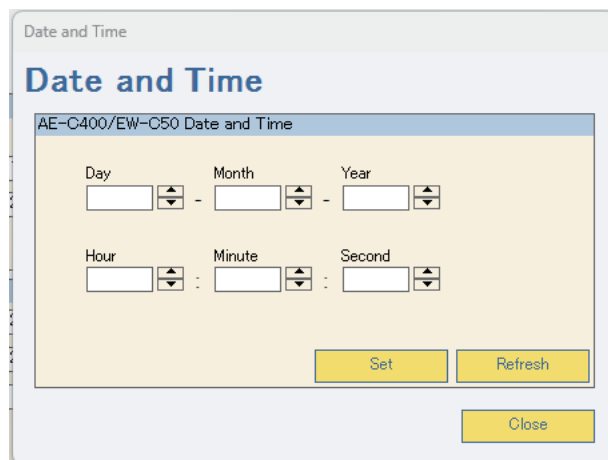 Date and Time
Date and Time
AE-C400/EW-C50 Date and Time
Day Month Year
- -
Hour Minute Second
: :
Set Refresh
Close